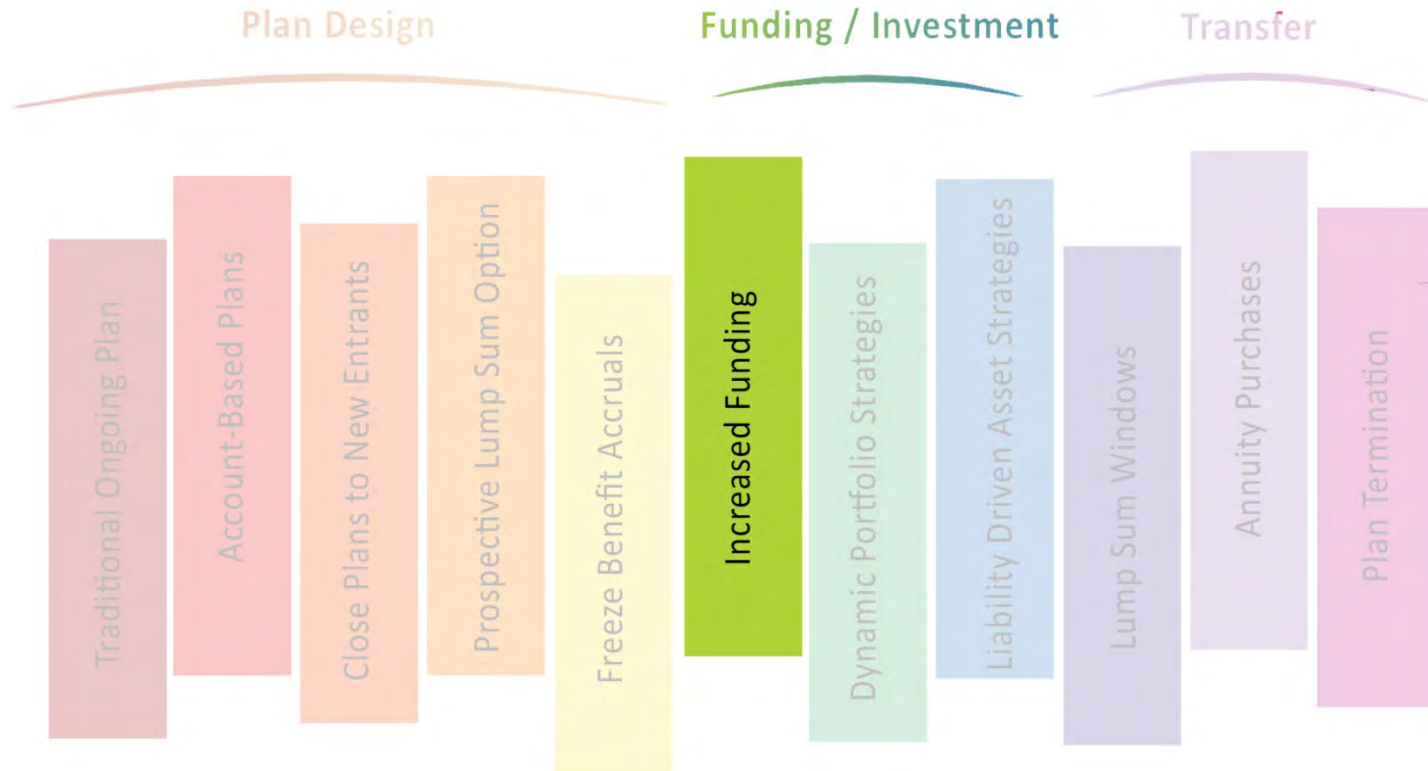 Plan Design
Funding / Investment
Transfer
Traditional Ongoing Plan
Account-Based Plans
Close Plans to New Entrants
Prospective Lump Sum Option
Freeze Benefit Accruals
Increased Funding
Dynamic Portfolio Strategies
Liability Driven Asset Strategies
Lump Sum Windows
Annuity Purchases
Plan Termination